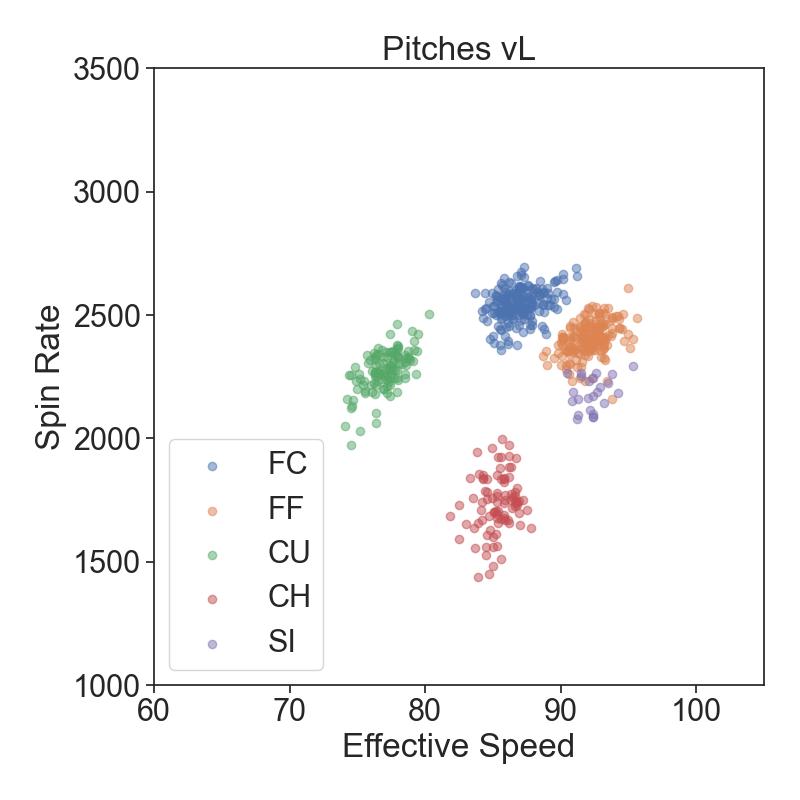 Pitches vL
3500
3000
2500
2000
1500
1000
Spin Rate
FC
FF
CU
CH
SI
60 70 80 90 100
Effective Speed